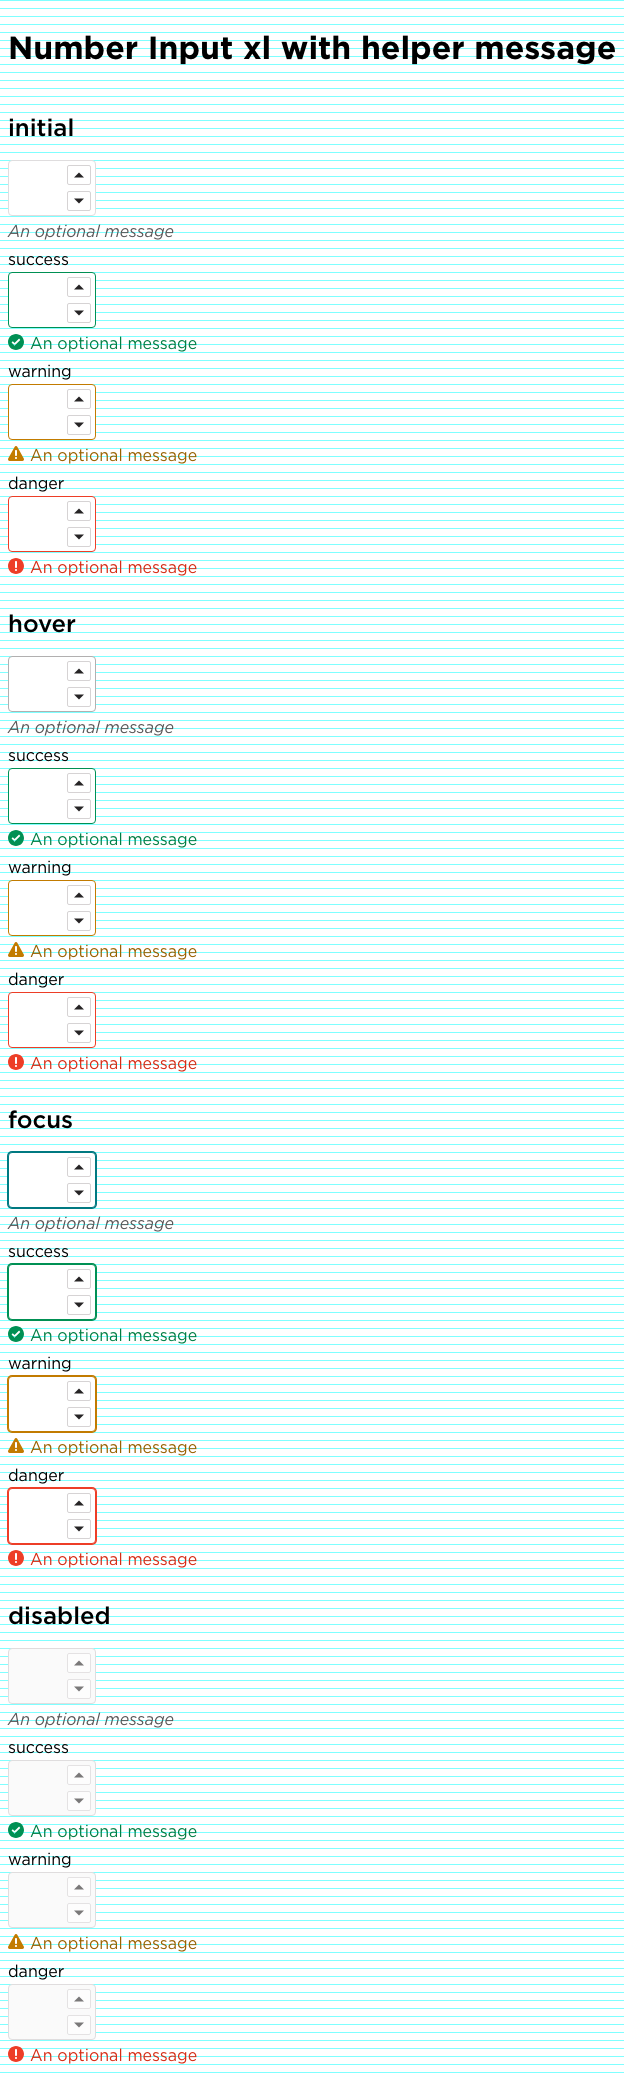 Number Input xl with helper message
initial
An optional message
success
An optional message
warning
An optional message
danger
An optional message
hover
An optional message
success
An optional message
warning
An optional message
danger
An optional message
focus
An optional message
success
An optional message
warning
An optional message
danger
An optional message
disabled
An optional message
success
An optional message
warning
An optional message
danger
An optional message